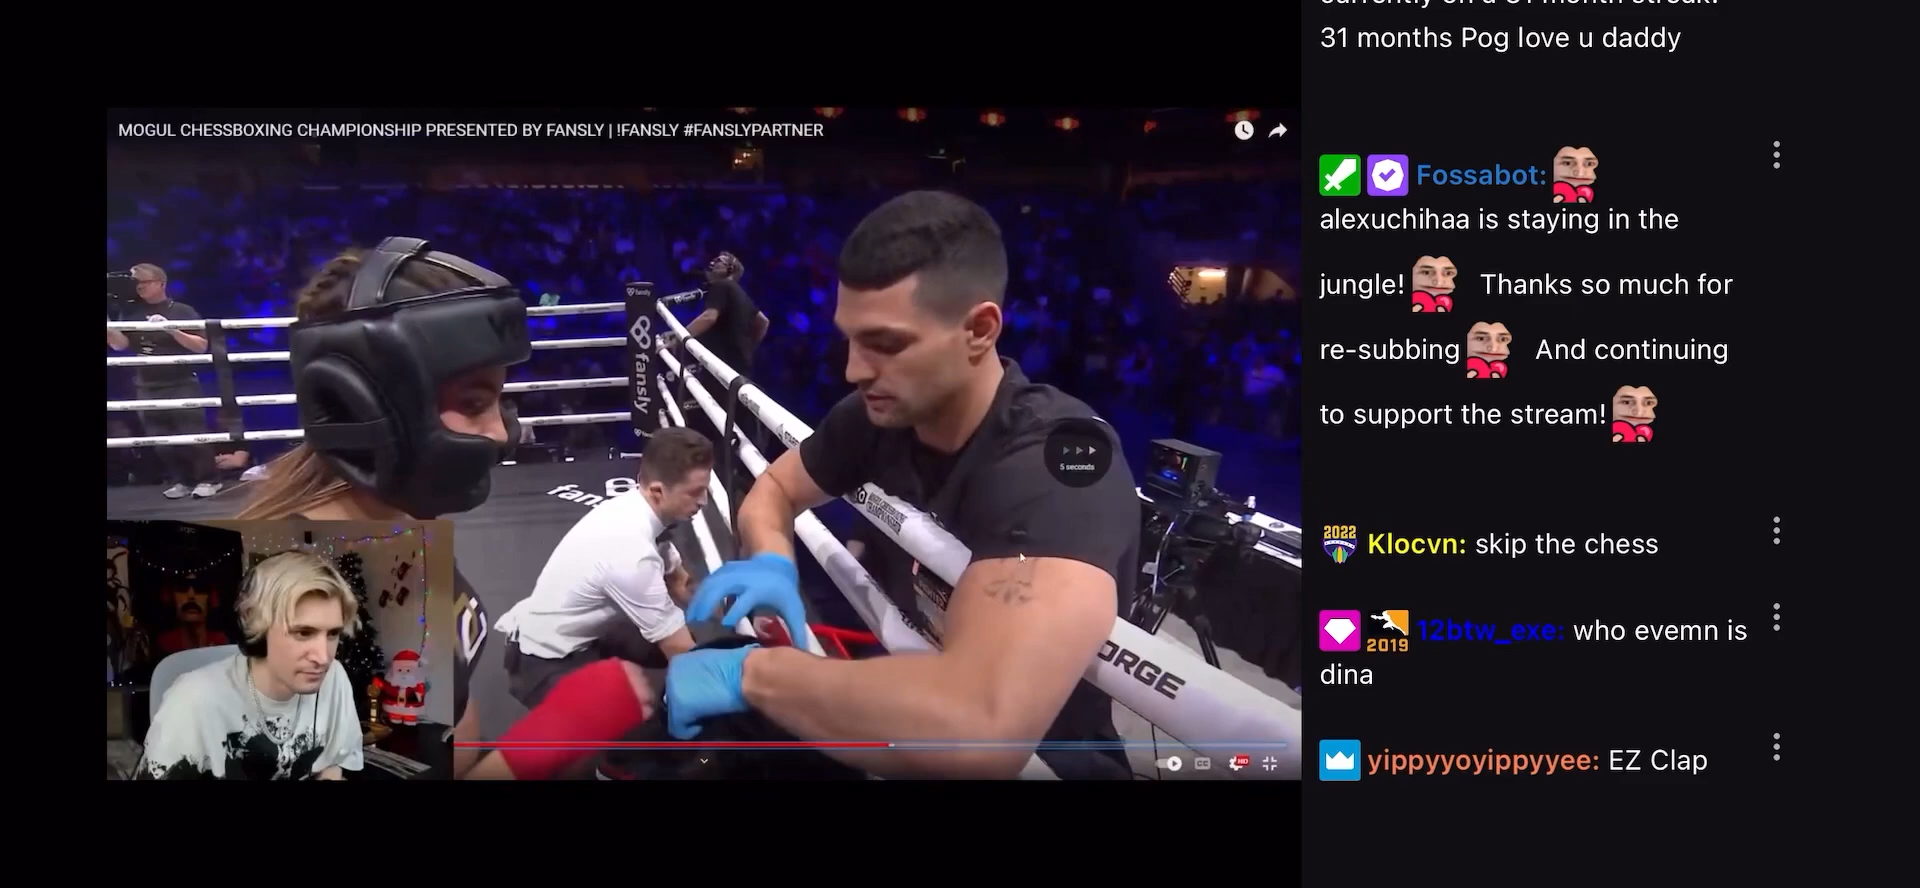 MOGUL CHESSBOXING CHAMPIONSHIP PRESENTED BY FANSLY | !FANSLY #FANSLYPARTNER
fansly
5 seconds
ORGE
31 months Pog love u daddy
Fossabot:
alexuchihaa is staying in the
jungle! Thanks so much for
re-subbing And continuing
to support the stream!
2022
Klocvn: skip the chess
2019
12btw_exe: who evemn is
dina
yippyyoyippyyee: EZ Clap